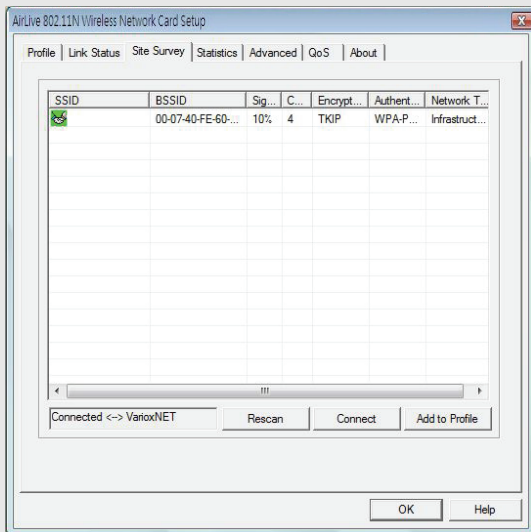 AirLive 802.11N Wireless Network Card Setup
Profile Link Status Site Survey Statistics Advanced QoS About
SSID BSSID Sig... C... Encrypt... Authent... Network T...
00-07-40-FE-60-... 10% 4 TKIP WPA-P... Infrastruct...
Connected <--> VarioxNET Rescan Connect Add to Profile
OK Help